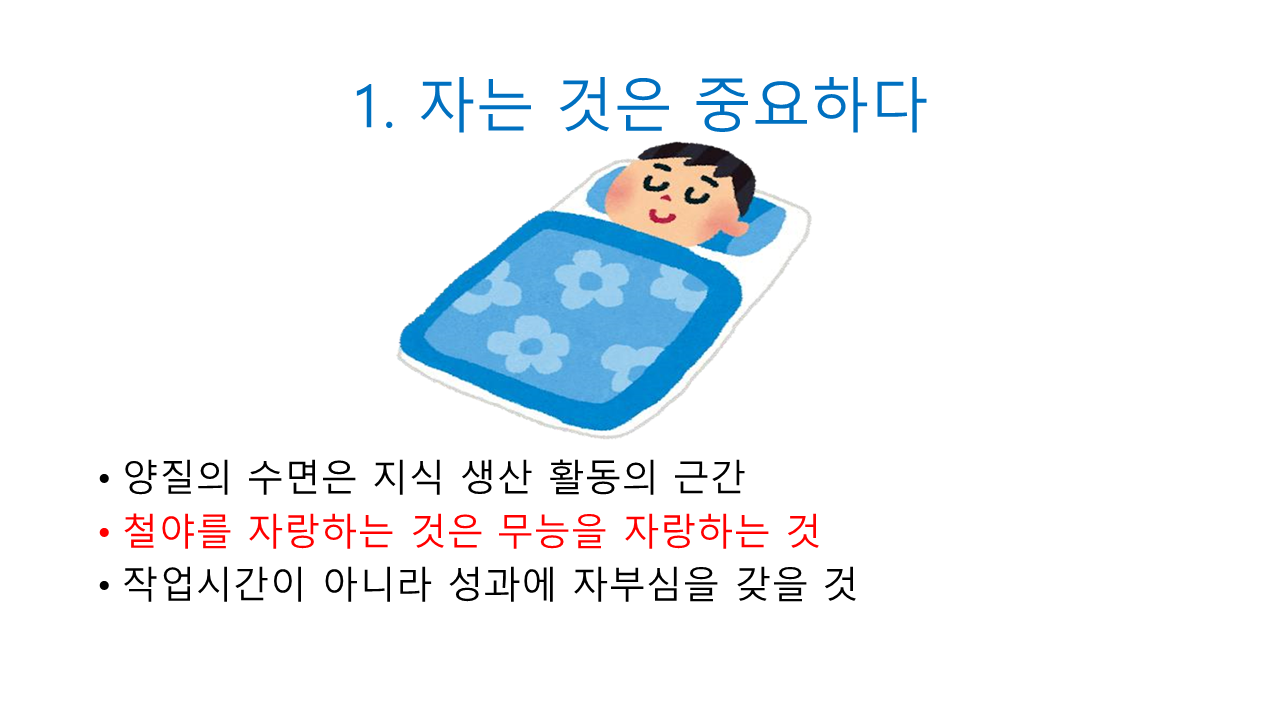 1. 자는 것은 중요하다
• 양질의 수면은 지식 생산 활동의 근간
• 철야를 자랑하는 것은 무능을 자랑하는 것
• 작업시간이 아니라 성과에 자부심을 갖을 것